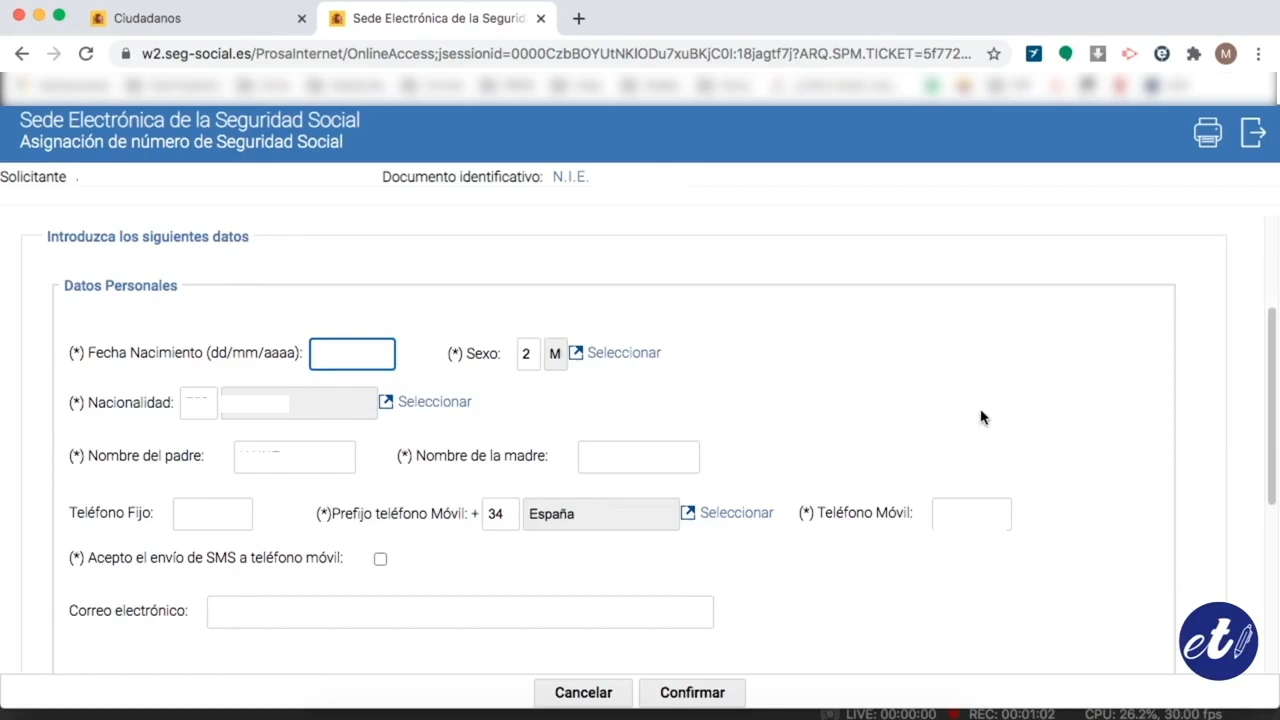 Ciudadanos
Sede Electrónica de la Segurid
w2.seg-social.es/ProsaInternet/OnlineAccess;jsessionid=0000CzbBOYUtNKlODu7xuBKjC0l:18jagtf7j?ARQ.SPM.TICKET=5f772...
M
Sede Electrónica de la Seguridad Social
Asignación de número de Seguridad Social
Solicitante
Documento identificativo: N.I.E.
Introduzca los siguientes datos
Datos Personales
(*) Fecha Nacimiento (dd/mm/aaaa):
(*) Sexo: 2 M Seleccionar
(*) Nacionalidad: Seleccionar
(*) Nombre del padre:
(*) Nombre de la madre:
Teléfono Fijo:
(*)Prefijo teléfono Móvil: + 34 España Seleccionar
(*) Teléfono Móvil:
(*) Acepto el envío de SMS a teléfono móvil:
Correo electrónico:
et
Cancelar
Confirmar
LIVE: 00:00:00
REC: 00:01:02
CPU: 26.2%, 30.00 fps